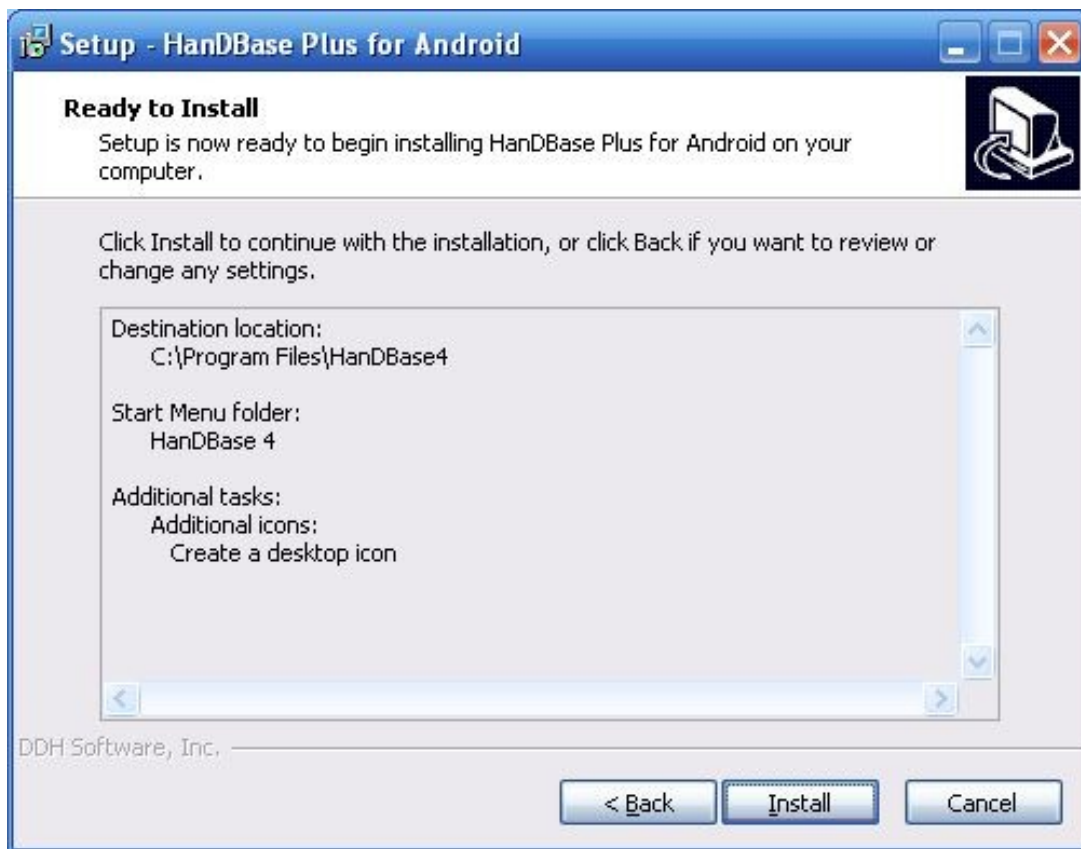 Setup - HanDBase Plus for Android
Ready to Install
Setup is now ready to begin installing HanDBase Plus for Android on your
computer.
Click Install to continue with the installation, or click Back if you want to review or
change any settings.
Destination location:
C:\Program Files\HanDBase4
Start Menu folder:
HanDBase 4
Additional tasks:
Additional icons:
Create a desktop icon
DDH Software, Inc.
< Back
Install
Cancel